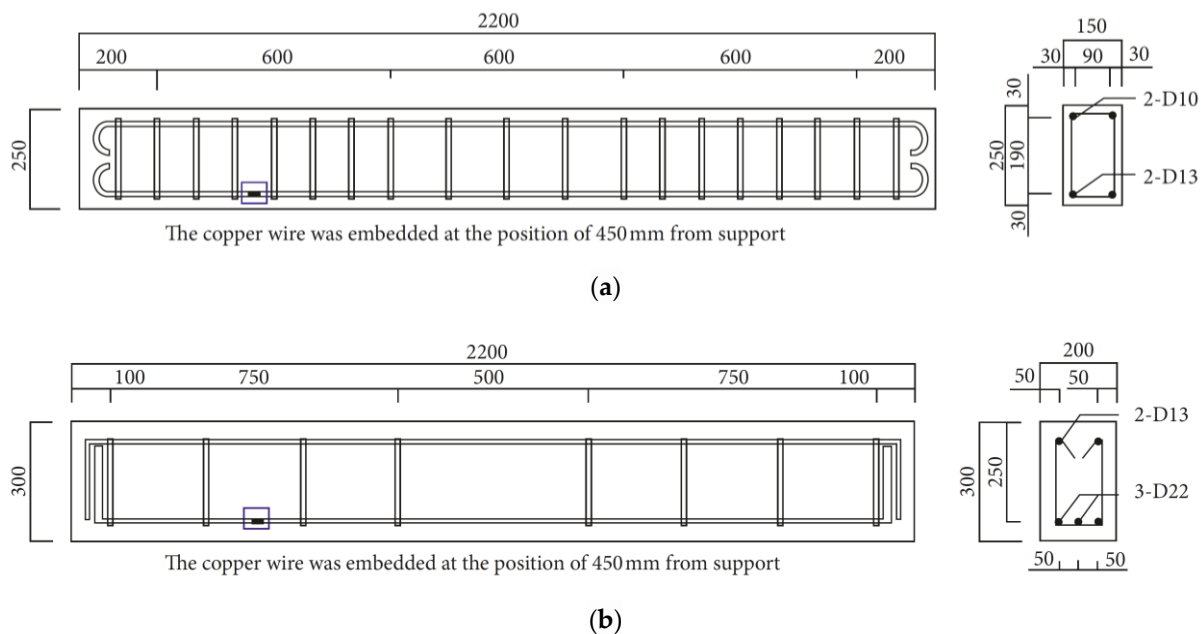 2200
200 600 600 600 200
250
The copper wire was embedded at the position of 450 mm from support
150
30 90 30
30
2-D10
250
190
2-D13
30
(a)
2200
100 750 500 750 100
300
The copper wire was embedded at the position of 450 mm from support
200
50 50
2-D13
300
250
3-D22
50 50
(b)